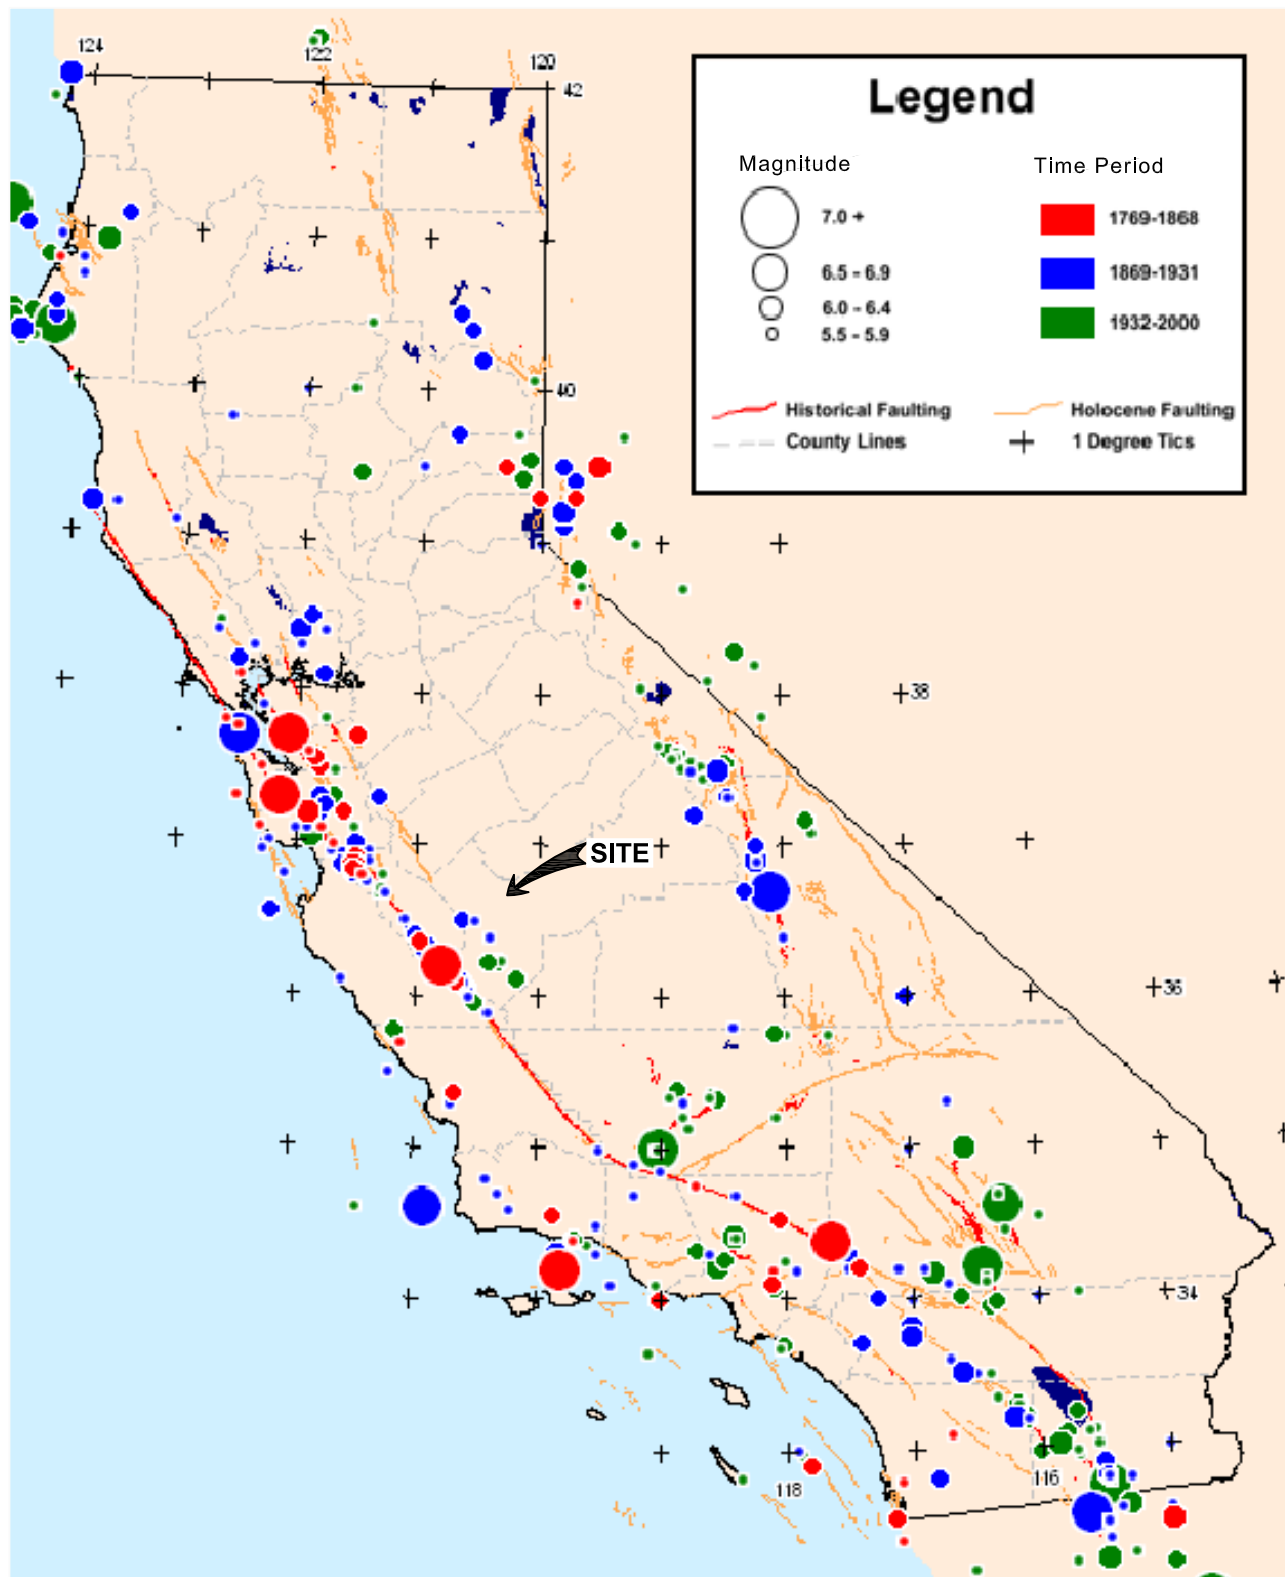 124
122
120
42
Legend
Magnitude
Time Period
7.0 +
1769-1868
6.5 - 6.9
1869-1931
6.0 - 6.4
1932-2000
5.5 - 5.9
40
Historical Faulting
Holocene Faulting
County Lines
1 Degree Tics
38
SITE
36
34
118
116